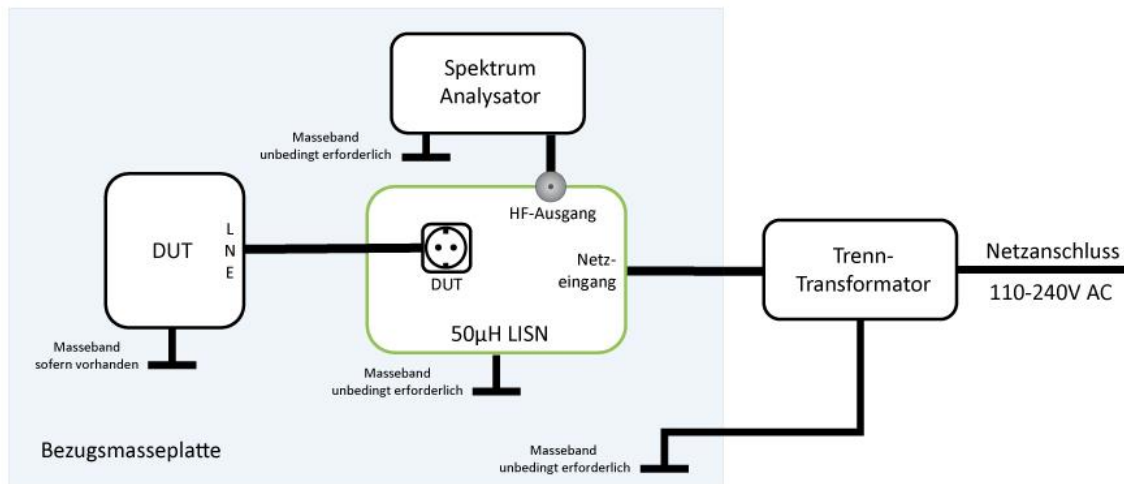 Spektrum
Analysator
Masseband
unbedingt erforderlich
HF-Ausgang
DUT
L
N
E
DUT
Netz-
eingang
50µH LISN
Trenn-
Transformator
Netzanschluss
110-240V AC
Masseband
sofern vorhanden
Masseband
unbedingt erforderlich
Bezugsmasseplatte
Masseband
unbedingt erforderlich